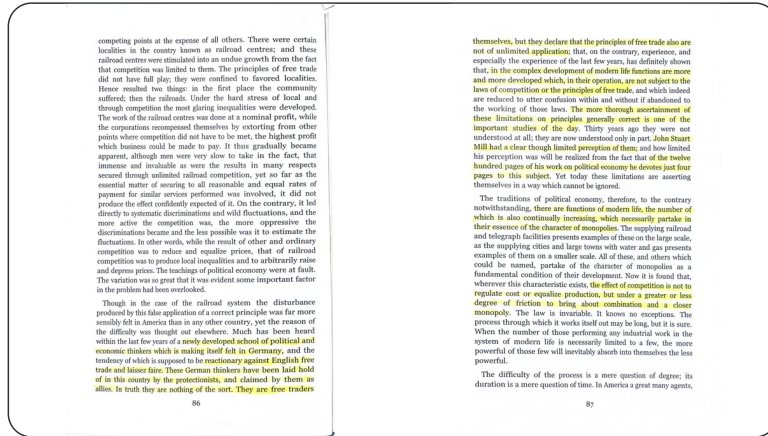 competing points at the expense of all others. There were certain
localities in the country known as railroad centres; and these
railroad centres were stimulated into an undue growth from the fact
that competition was limited to them. The principles of free trade
did not have full play; they were confined to favored localities.
Hence resulted two things: in the first place the community
suffered; then the railroads. Under the hard stress of local and
through competition the most glaring inequalities were developed.
The work of the railroad centres was done at a nominal profit, while
the corporations recompensed themselves by extorting from other
points where competition did not have to be met, the highest profit
which business could be made to pay. It thus gradually became
apparent, although men were very slow to take in the fact, that
immense and invaluable as were the results in many respects
secured through unlimited railroad competition, yet so far as the
essential matter of securing to all reasonable and equal rates of
payment for similar services performed was involved, it did not
produce the effect confidently expected of it. On the contrary, it led
directly to systematic discriminations and wild fluctuations, and the
more active the competition was, the more oppressive the
discriminations became and the less possible was it to estimate the
fluctuations. In other words, while the result of other and ordinary
competition was to reduce and equalize prices, that of railroad
competition was to produce local inequalities and to arbitrarily raise
and depress prices. The teachings of political economy were at fault.
The variation was so great that it was evident some important factor
in the problem had been overlooked.
Though in the case of the railroad system the disturbance
produced by this false application of a correct principle was far more
sensibly felt in America than in any other country, yet the reason of
the difficulty was thought out elsewhere. Much has been heard
within the last few years of a newly developed school of political and
economic thinkers which is making itself felt in Germany, and the
tendency of which is supposed to be reactionary against English free
trade and laissez faire. These German thinkers have been laid hold
of in this country by the protectionists, and claimed by them as
allies. In truth they are nothing of the sort. They are free traders
86
themselves, but they declare that the principles of free trade also are
not of unlimited application; that, on the contrary, experience, and
especially the experience of the last few years, has definitely shown
that, in the complex development of modern life functions are more
and more developed which, in their operation, are not subject to the
laws of competition or the principles of free trade, and which indeed
are reduced to utter confusion within and without if abandoned to
the working of those laws. The more thorough ascertainment of
these limitations on principles generally correct is one of the
important studies of the day. Thirty years ago they were not
understood at all; they are now understood only in part. John Stuart
Mill had a clear though limited perception of them; and how limited
his perception was will be realized from the fact that of the twelve
hundred pages of his work on political economy he devotes just four
pages to this subject. Yet today these limitations are asserting
themselves in a way which cannot be ignored.
The traditions of political economy, therefore, to the contrary
notwithstanding, there are functions of modern life, the number of
which is also continually increasing, which necessarily partake in
their essence of the character of monopolies. The supplying railroad
and telegraph facilities presents examples of these on the large scale,
as the supplying cities and large towns with water and gas presents
examples of them on a smaller scale. All of these, and others which
could be named, partake of the character of monopolies as a
fundamental condition of their development. Now it is found that,
wherever this characteristic exists, the effect of competition is not to
regulate cost or equalize production, but under a greater or less
degree of friction to bring about combination and a closer
monopoly. The law is invariable. It knows no exceptions. The
process through which it works itself out may be long, but it is sure.
When the number of those performing any industrial work in the
system of modern life is necessarily limited to a few, the more
powerful of those few will inevitably absorb into themselves the less
powerful.
The difficulty of the process is a mere question of degree; its
duration is a mere question of time. In America a great many agents,
87